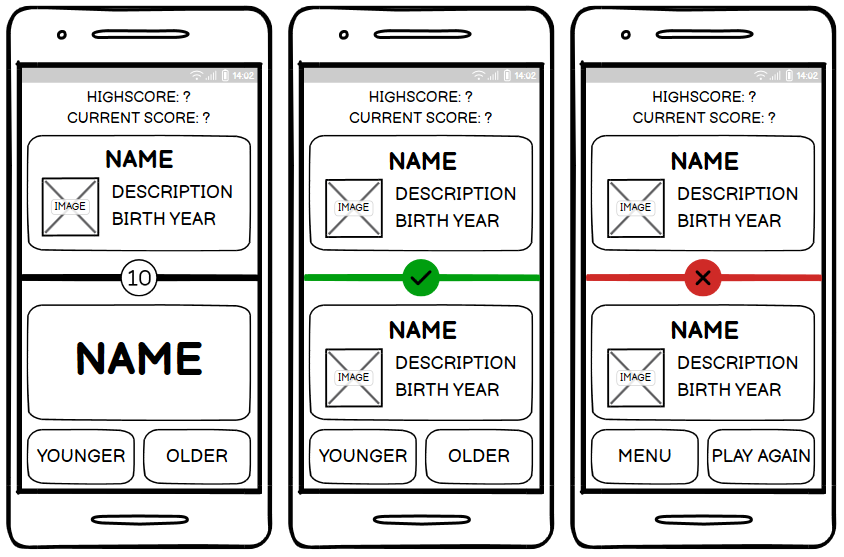 14:02
HIGHSCORE: ?
CURRENT SCORE: ?
NAME
IMAGE
DESCRIPTION
BIRTH YEAR
10
NAME
YOUNGER
OLDER
14:02
HIGHSCORE: ?
CURRENT SCORE: ?
NAME
IMAGE
DESCRIPTION
BIRTH YEAR
NAME
IMAGE
DESCRIPTION
BIRTH YEAR
YOUNGER
OLDER
14:02
HIGHSCORE: ?
CURRENT SCORE: ?
NAME
IMAGE
DESCRIPTION
BIRTH YEAR
NAME
IMAGE
DESCRIPTION
BIRTH YEAR
MENU
PLAY AGAIN